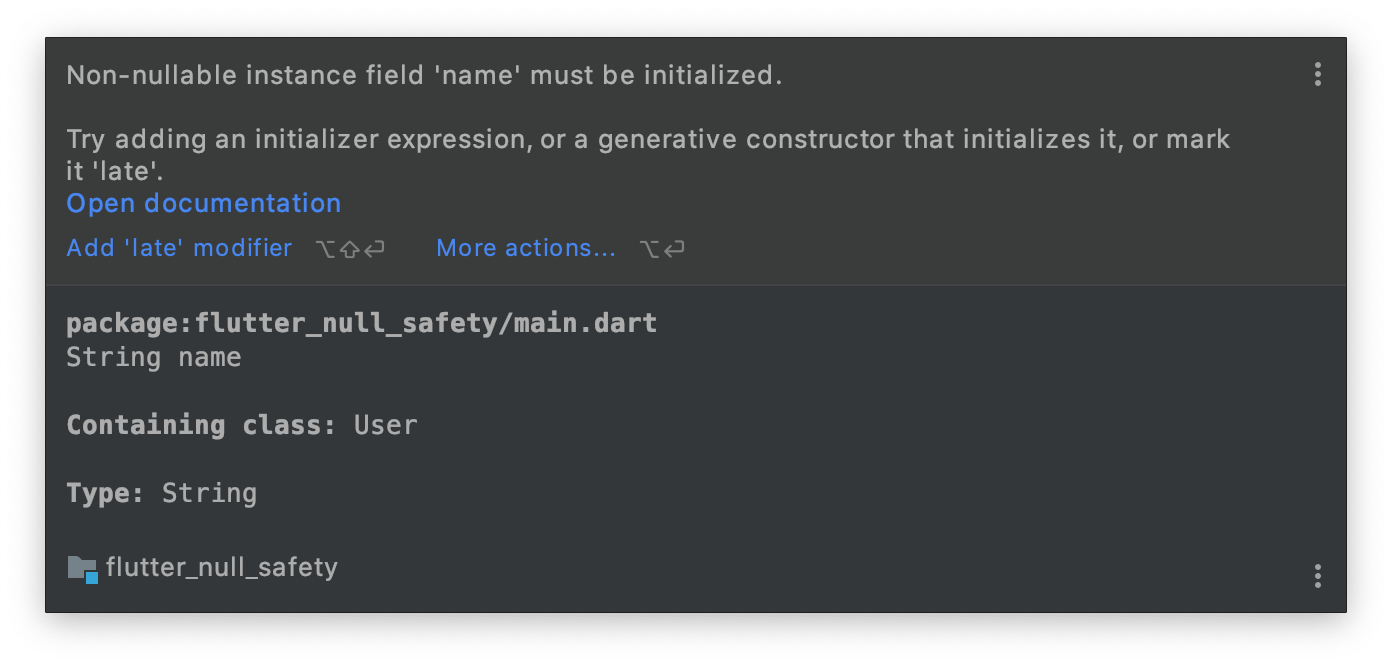 Non-nullable instance field 'name' must be initialized.
Try adding an initializer expression, or a generative constructor that initializes it, or mark
it 'late'.
Open documentation
Add 'late' modifier ⌥⇧⏎ More actions... ⌥⏎
package:flutter_null_safety/main.dart
String name
Containing class: User
Type: String
flutter_null_safety